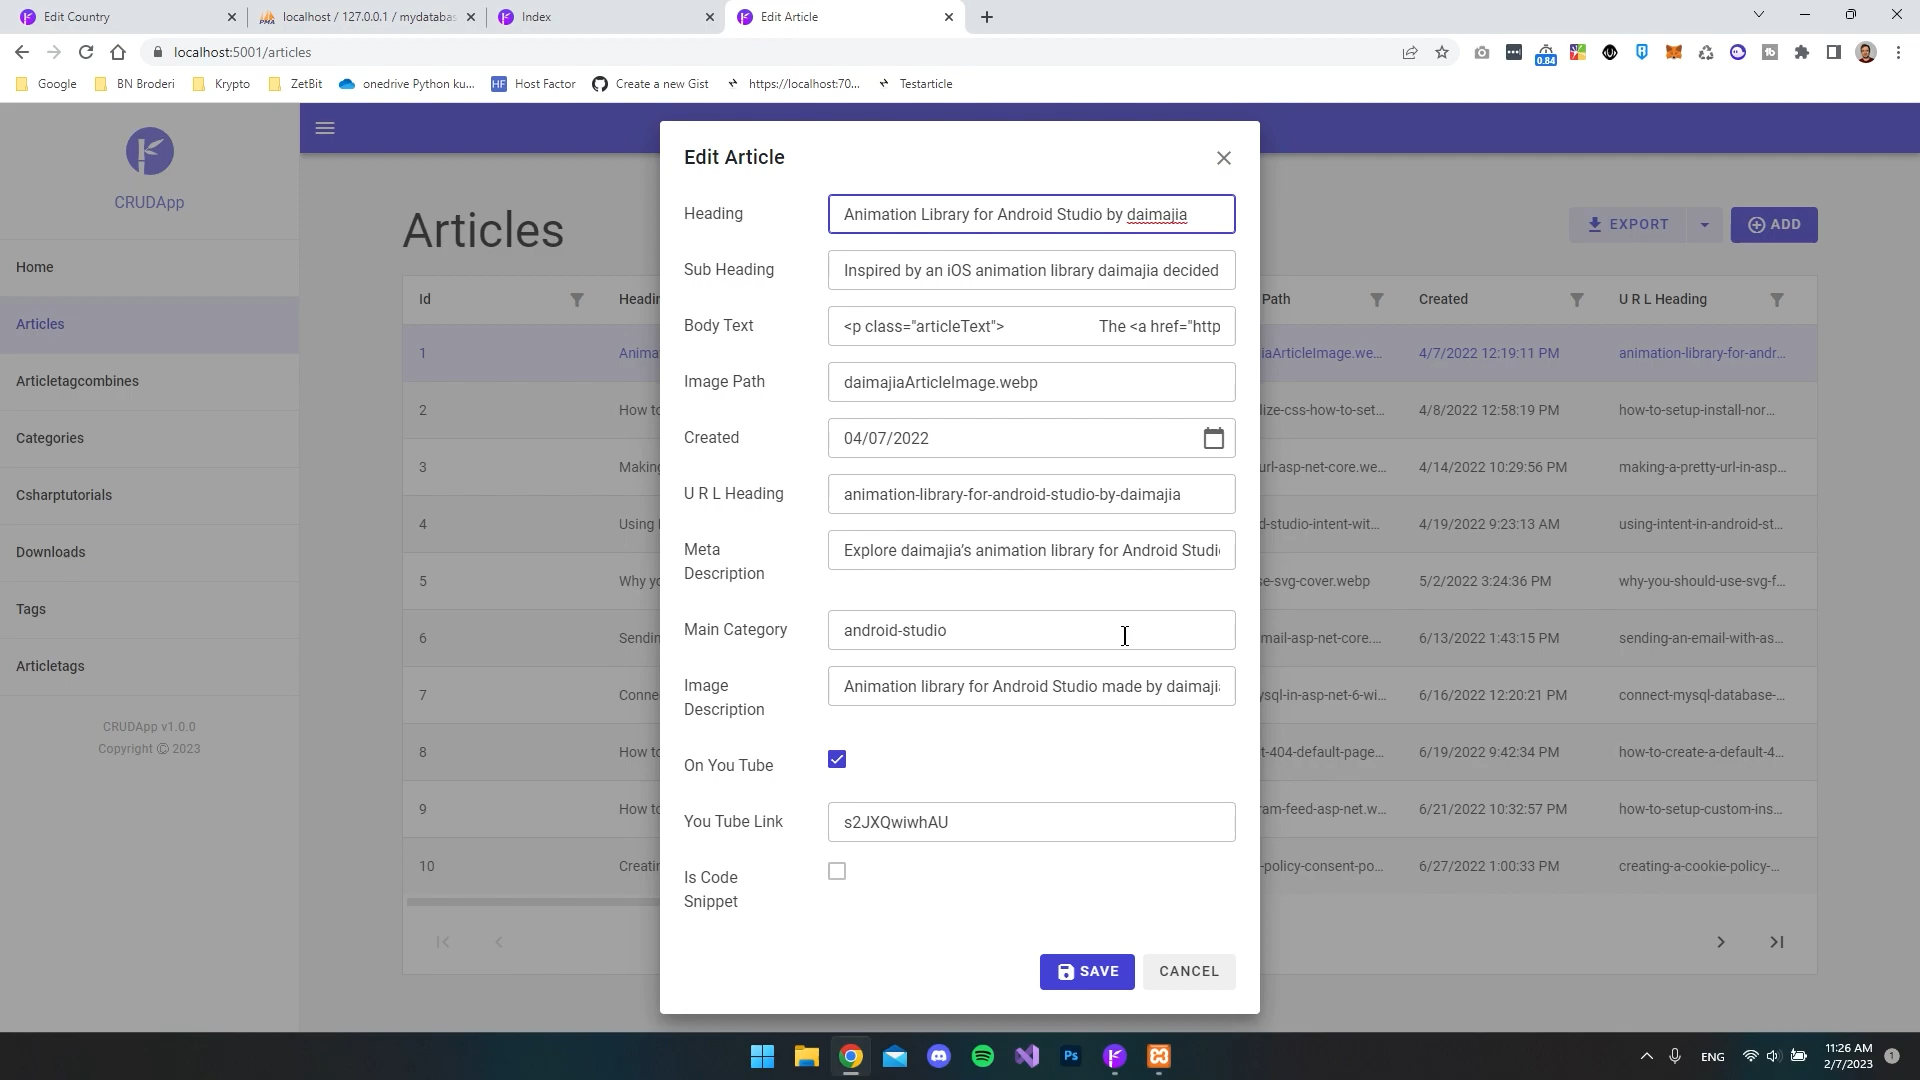 Edit Country
localhost / 127.0.0.1 / mydatabas
Index
Edit Article
localhost:5001/articles
0.84
Google
BN Broderi
Krypto
ZetBit
onedrive Python ku...
HF
Host Factor
Create a new Gist
https://localhost:70...
Testarticle
CRUDApp
Home
Articles
Articletagcombines
Categories
Csharptutorials
Downloads
Tags
Articletags
CRUDApp v1.0.0
Copyright © 2023
Articles
EXPORT
ADD
Id
Headin
Path
Created
U R L Heading
1
Anima
iaArticleImage.we...
4/7/2022 12:19:11 PM
animation-library-for-andr...
2
How to
lize-css-how-to-set...
4/8/2022 12:58:19 PM
how-to-setup-install-nor...
3
Making
url-asp-net-core.we...
4/14/2022 10:29:56 PM
making-a-pretty-url-in-asp...
4
Using
d-studio-intent-wit...
4/19/2022 9:23:13 AM
using-intent-in-android-st...
5
Why yo
e-svg-cover.webp
5/2/2022 3:24:36 PM
why-you-should-use-svg-f...
6
Sendin
mail-asp-net-core....
6/13/2022 1:43:15 PM
sending-an-email-with-as...
7
Conne
ysql-in-asp-net-6-wi...
6/16/2022 12:20:21 PM
connect-mysql-database-...
8
How to
t-404-default-page...
6/19/2022 9:42:34 PM
how-to-create-a-default-4...
9
How to
ram-feed-asp-net.w...
6/21/2022 10:32:57 PM
how-to-setup-custom-ins...
10
Creatin
-policy-consent-po...
6/27/2022 1:00:33 PM
creating-a-cookie-policy-...
Edit Article
Heading
Animation Library for Android Studio by daimajia
Sub Heading
Inspired by an iOS animation library daimajia decided
Body Text
<p class="articleText"> The <a href="http
Image Path
daimajiaArticleImage.webp
Created
04/07/2022
U R L Heading
animation-library-for-android-studio-by-daimajia
Meta
Description
Explore daimajia’s animation library for Android Studi
Main Category
android-studio
Image
Description
Animation library for Android Studio made by daimaji
On You Tube
You Tube Link
s2JXQwiwhAU
Is Code
Snippet
SAVE
CANCEL
Ps
ENG
11:26 AM
2/7/2023
1